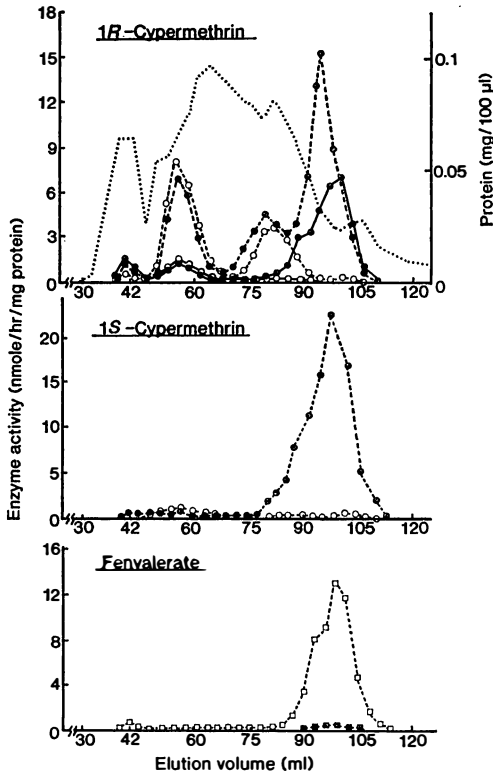 1R-Cypermethrin
18
15
12
9
6
3
0
0.1
0.05
0
Protein (mg/100 µl)
30 42 60 78 90 105 120
1S-Cypermethrin
20
15
10
5
0
30 42 60 78 90 105 120
Enzyme activity (nmole/hr/mg protein)
Fenvalerate
16
12
8
4
0
30 42 60 78 90 105 120
Elution volume (ml)